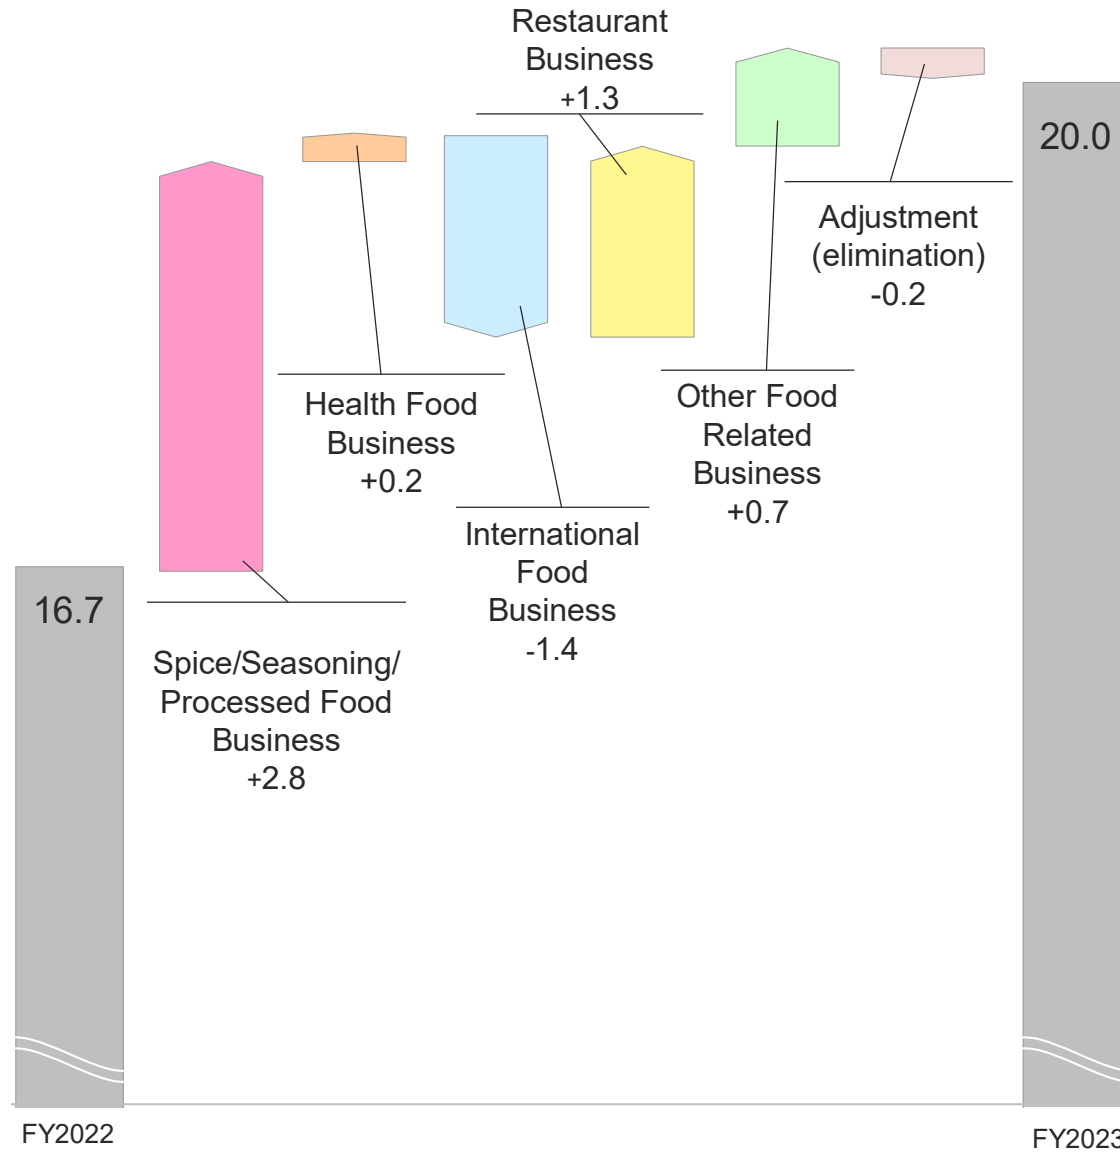 Restaurant
Business
+1.3
20.0
Adjustment
(elimination)
-0.2
Health Food
Business
+0.2
Other Food
Related
Business
+0.7
International
Food
Business
-1.4
16.7
Spice/Seasoning/
Processed Food
Business
+2.8
FY2022
FY2023